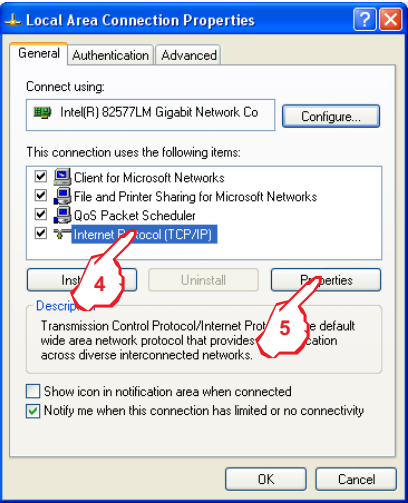 Local Area Connection Properties
General Authentication Advanced
Connect using:
Intel(R) 82577LM Gigabit Network Co Configure...
This connection uses the following items:
Client for Microsoft Networks
File and Printer Sharing for Microsoft Networks
QoS Packet Scheduler
Internet Protocol (TCP/IP)
Uninstall Properties
4
5
Transmission Control Protocol/Internet default
wide area network protocol that provides
across diverse interconnected networks.
Show icon in notification area when connected
Notify me when this connection has limited or no connectivity
OK Cancel